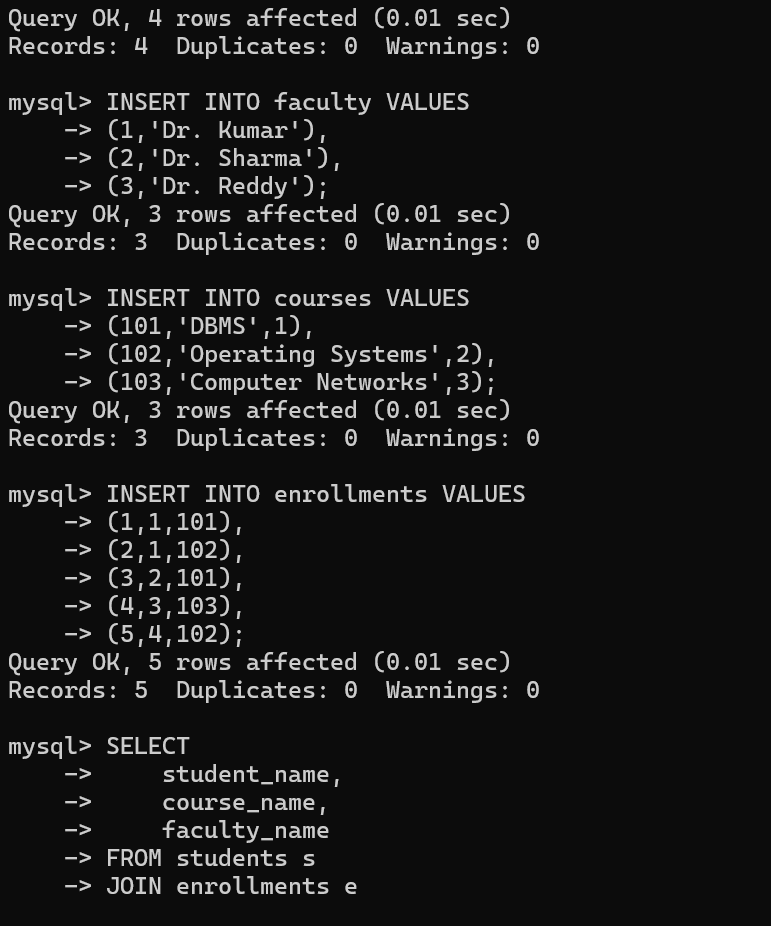 Query OK, 4 rows affected (0.01 sec)
Records: 4  Duplicates: 0  Warnings: 0

mysql> INSERT INTO faculty VALUES
    -> (1,'Dr. Kumar'),
    -> (2,'Dr. Sharma'),
    -> (3,'Dr. Reddy');
Query OK, 3 rows affected (0.01 sec)
Records: 3  Duplicates: 0  Warnings: 0

mysql> INSERT INTO courses VALUES
    -> (101,'DBMS',1),
    -> (102,'Operating Systems',2),
    -> (103,'Computer Networks',3);
Query OK, 3 rows affected (0.01 sec)
Records: 3  Duplicates: 0  Warnings: 0

mysql> INSERT INTO enrollments VALUES
    -> (1,1,101),
    -> (2,1,102),
    -> (3,2,101),
    -> (4,3,103),
    -> (5,4,102);
Query OK, 5 rows affected (0.01 sec)
Records: 5  Duplicates: 0  Warnings: 0

mysql> SELECT
    ->     student_name,
    ->     course_name,
    ->     faculty_name
    -> FROM students s
    -> JOIN enrollments e